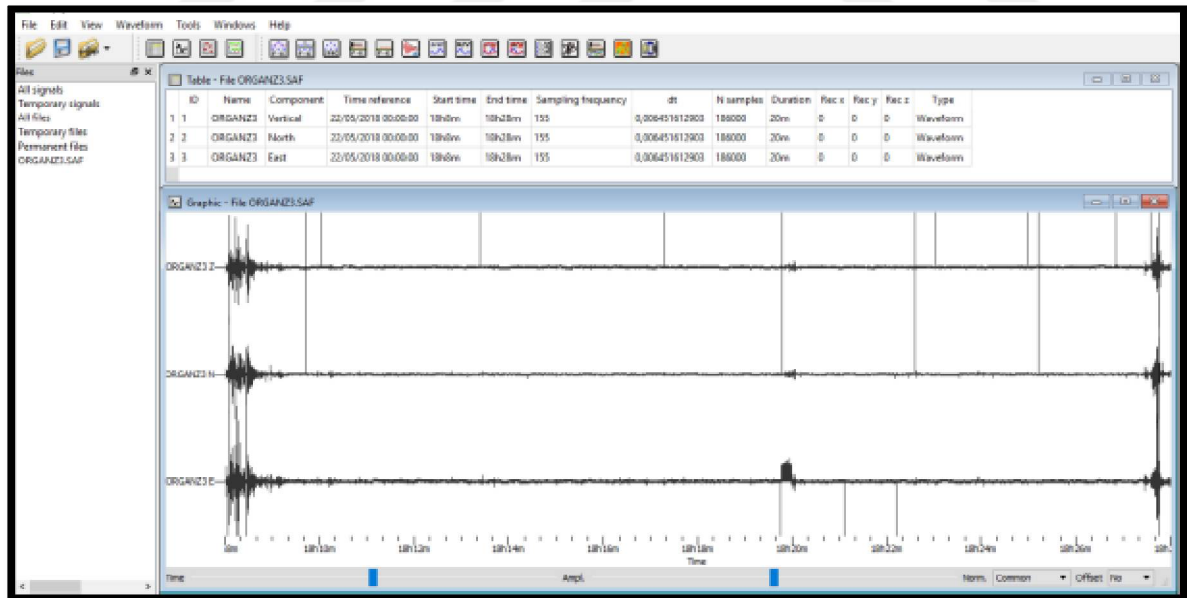 File Edit View Waveform Tools Windows Help
Files
All signals
Temporary signals
All files
Temporary files
Permanent files
ORGANZ3.SAF
Table - File ORGANZ3.SAF
ID Name Component Time reference Start time End time Sampling frequency dt N samples Duration Rec x Rec y Rec z Type
1 1 ORGANZ3 Vertical 22/05/2018 00:00:00 18h8m 18h28m 155 0,006451612903 186000 20m 0 0 0 Waveform
2 2 ORGANZ3 North 22/05/2018 00:00:00 18h8m 18h28m 155 0,006451612903 186000 20m 0 0 0 Waveform
3 3 ORGANZ3 East 22/05/2018 00:00:00 18h8m 18h28m 155 0,006451612903 186000 20m 0 0 0 Waveform
Graphic - File ORGANZ3.SAF
ORGANZ3 Z
ORGANZ3 N
ORGANZ3 E
8m 18h10m 18h12m 18h14m 18h16m 18h18m 18h20m 18h22m 18h24m 18h26m 18h
Time
Time Ampl. Norm. Common Offset No